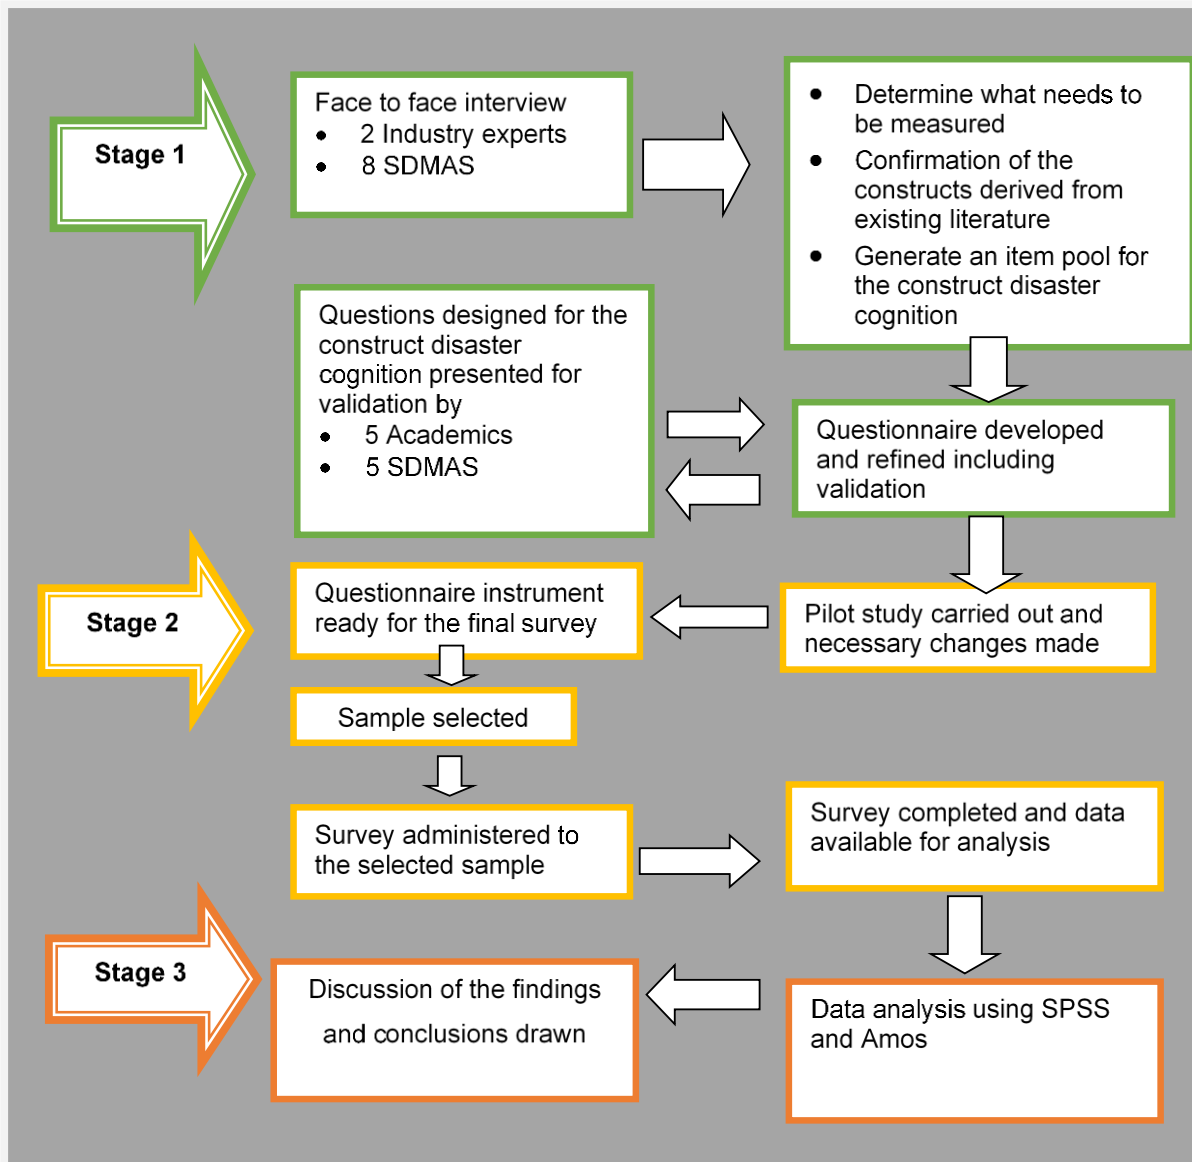 Stage 1
Face to face interview
• 2 Industry experts
• 8 SDMAS
• Determine what needs to
be measured
• Confirmation of the
constructs derived from
existing literature
• Generate an item pool for
the construct disaster
cognition
Questions designed for the
construct disaster
cognition presented for
validation by
• 5 Academics
• 5 SDMAS
Questionnaire developed
and refined including
validation
Stage 2
Questionnaire instrument
ready for the final survey
Pilot study carried out and
necessary changes made
Sample selected
Survey administered to
the selected sample
Survey completed and data
available for analysis
Stage 3
Discussion of the findings
and conclusions drawn
Data analysis using SPSS
and Amos